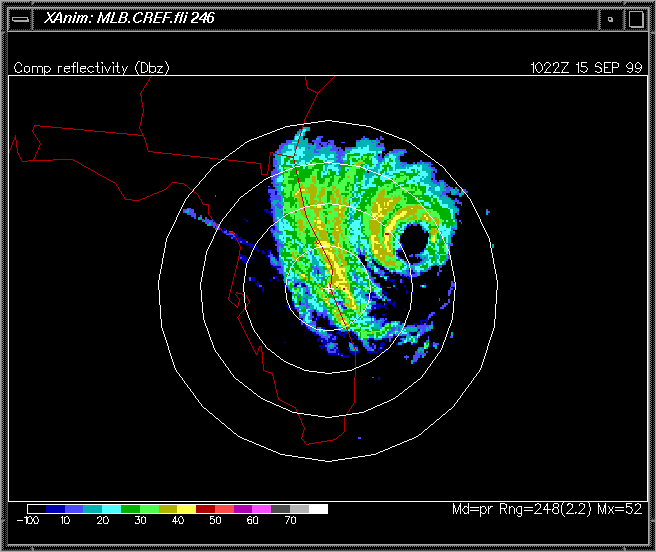 XAnim: MLB.CREF.fli 246
Comp reflectivity (Dbz) 1022Z 15 SEP 99
Md=pr Rng=248(2.2) Mx=52
-100 10 20 30 40 50 60 70